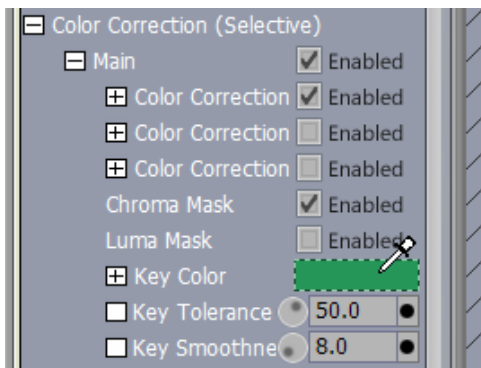 Color Correction (Selective)
Main Enabled
Color Correction Enabled
Color Correction Enabled
Color Correction Enabled
Chroma Mask Enabled
Luma Mask Enabled
Key Color
Key Tolerance 50.0
Key Smoothne 8.0